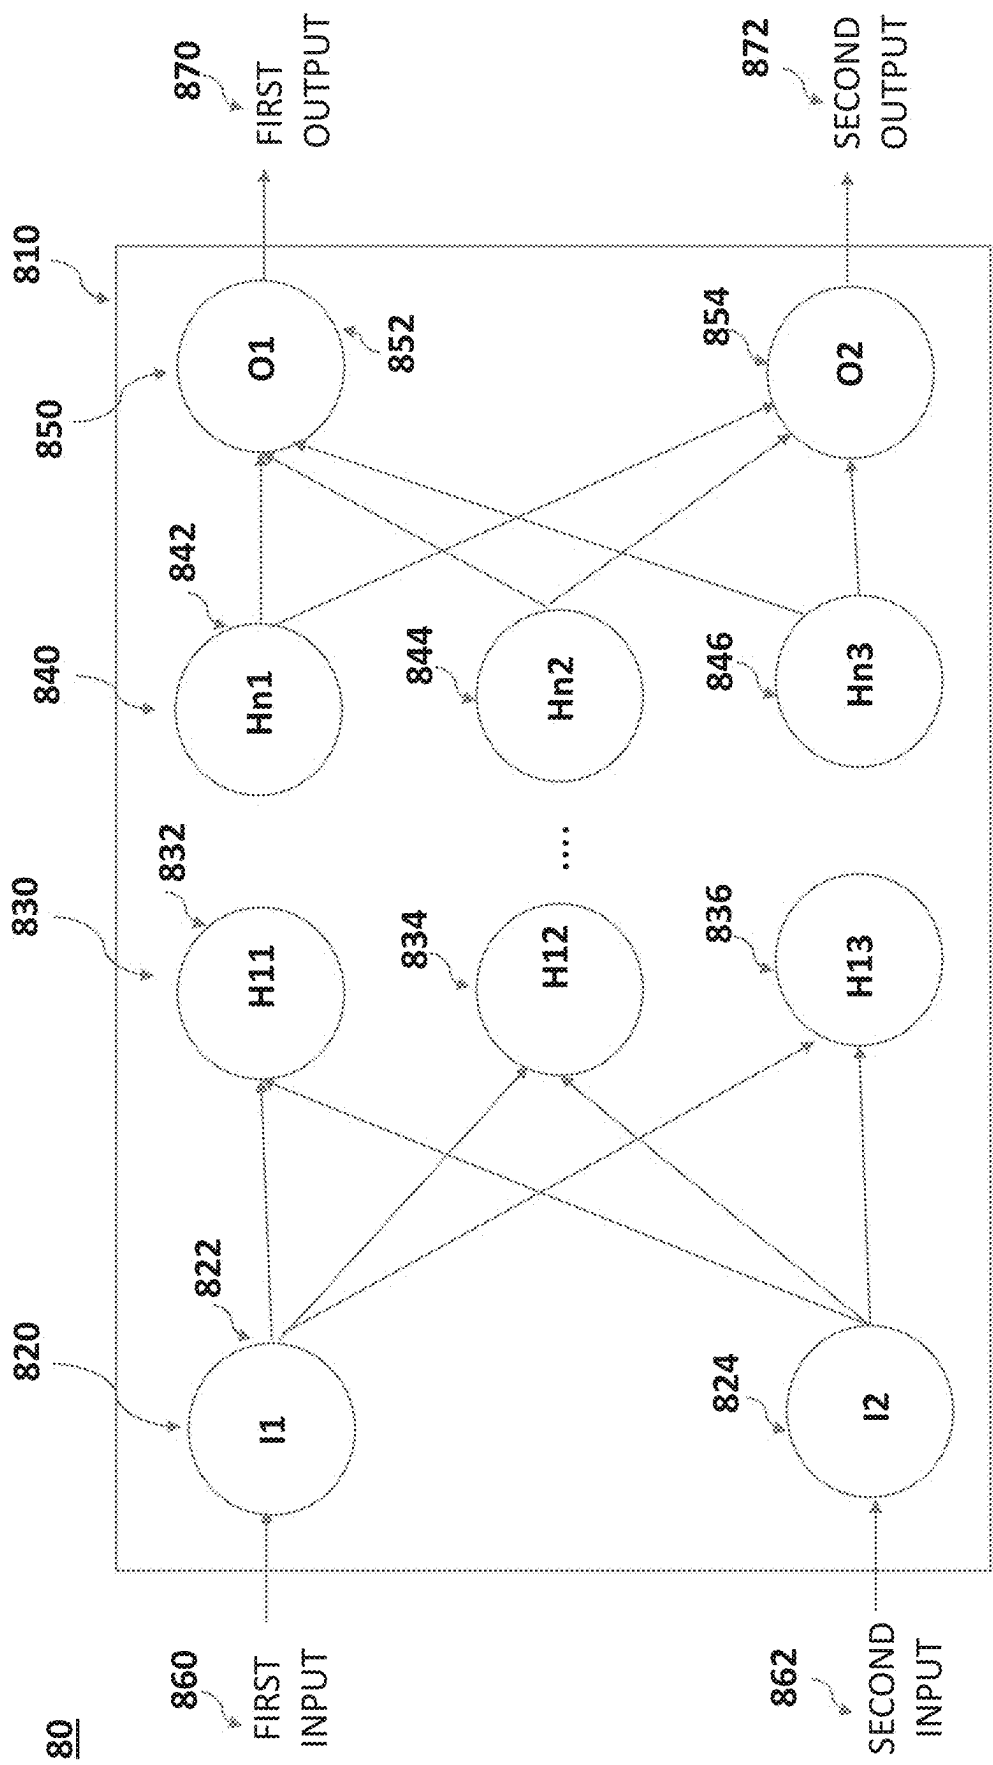 80
810
820
830
840
850
822
832
842
852
860
FIRST
INPUT
I1
H11
Hn1
O1
870
FIRST
OUTPUT
834
H12
....
844
Hn2
862
SECOND
INPUT
824
I2
836
H13
846
Hn3
854
O2
872
SECOND
OUTPUT